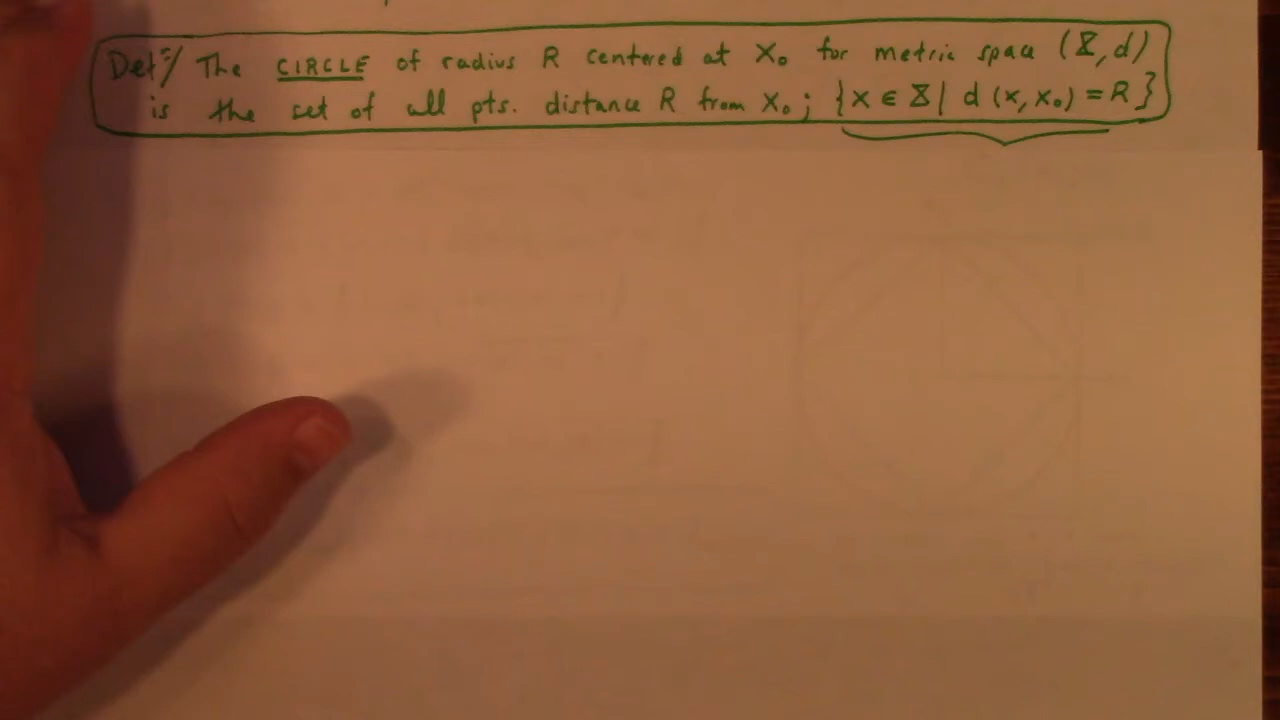 Defⁿ/ The CIRCLE of radius R centered at X₀ for metric space (X, d)
is the set of all pts. distance R from X₀; {x ∈ X | d(x, x₀) = R}